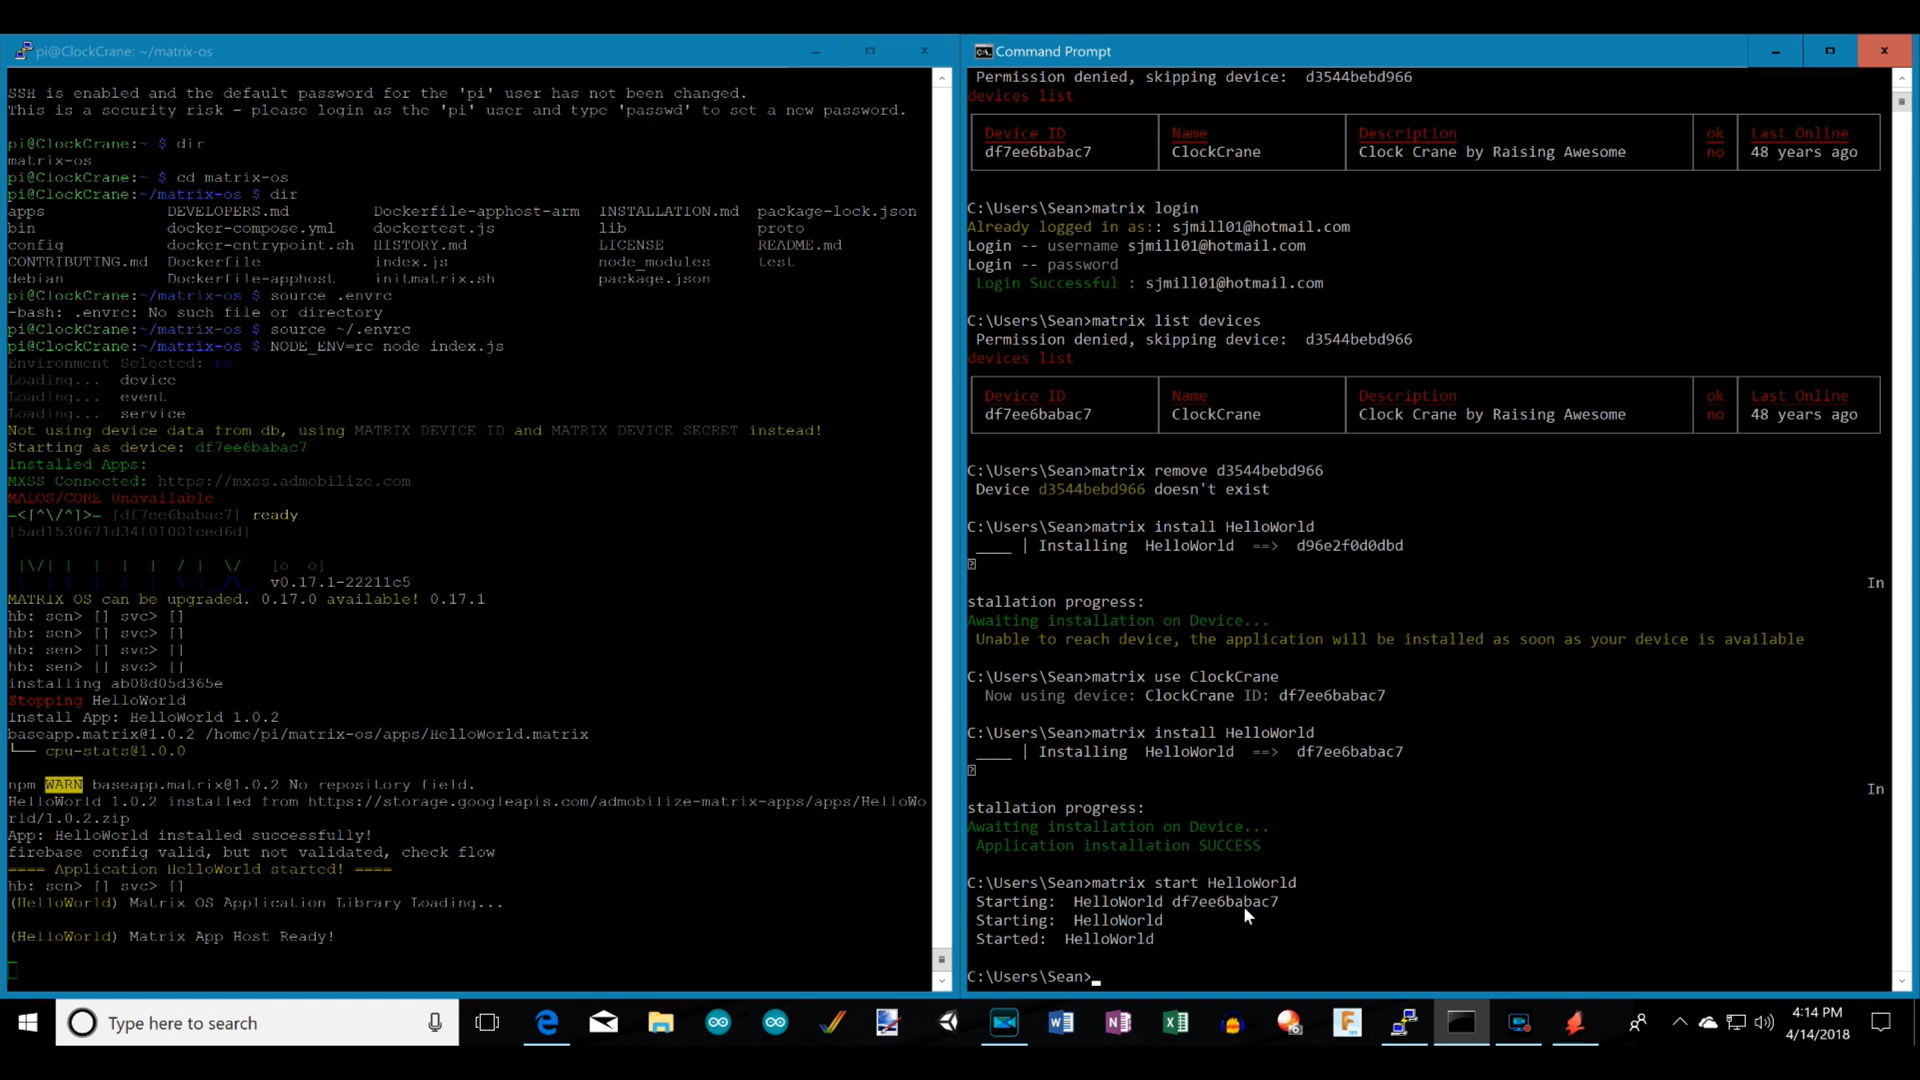 pi@ClockCrane: ~/matrix-os
SSH is enabled and the default password for the 'pi' user has not been changed.
This is a security risk - please login as the 'pi' user and type 'passwd' to set a new password.
pi@ClockCrane:~ $ dir
matrix-os
pi@ClockCrane:~ $ cd matrix-os
pi@ClockCrane:~/matrix-os $ dir
apps DEVELOPERS.md Dockerfile-apphost-arm INSTALLATION.md package-lock.json
bin docker-compose.yml dockertest.js lib proto
config docker-entrypoint.sh HISTORY.md LICENSE README.md
CONTRIBUTING.md Dockerfile index.js node_modules test
debian Dockerfile-apphost initmatrix.sh package.json
pi@ClockCrane:~/matrix-os $ source .envrc
-bash: .envrc: No such file or directory
pi@ClockCrane:~/matrix-os $ source ~/.envrc
pi@ClockCrane:~/matrix-os $ NODE_ENV=rc node index.js
Environment Selected: rc
Loading... device
Loading... event
Loading... service
Not using device data from db, using MATRIX_DEVICE_ID and MATRIX_DEVICE_SECRET instead!
Starting as device: df7ee6babac7
Installed Apps:
MXSS Connected: https://mxss.admobilize.com
MALOS/CORE Unavailable
-<[^\/^]>- [df7ee6babac7] ready
[5ad1530671d34f01001ced6d]
|\/| | | | / | \/ [o o]
v0.17.1-22211c5
MATRIX OS can be upgraded. 0.17.0 available! 0.17.1
hb: sen> [] svc> []
hb: sen> [] svc> []
hb: sen> [] svc> []
hb: sen> [] svc> []
installing ab08d05d365e
Stopping HelloWorld
Install App: HelloWorld 1.0.2
baseapp.matrix@1.0.2 /home/pi/matrix-os/apps/HelloWorld.matrix
└── cpu-stats@1.0.0
npm WARN baseapp.matrix@1.0.2 No repository field.
HelloWorld 1.0.2 installed from https://storage.googleapis.com/admobilize-matrix-apps/apps/HelloWo
rld/1.0.2.zip
App: HelloWorld installed successfully!
firebase config valid, but not validated, check flow
==== Application HelloWorld started! ====
hb: sen> [] svc> []
(HelloWorld) Matrix OS Application Library Loading...
(HelloWorld) Matrix App Host Ready!
Command Prompt
Permission denied, skipping device: d3544bebd966
devices list
Device ID Name Description ok Last Online
df7ee6babac7 ClockCrane Clock Crane by Raising Awesome no 48 years ago
C:\Users\Sean>matrix login
Already logged in as:: sjmill01@hotmail.com
Login -- username sjmill01@hotmail.com
Login -- password
Login Successful : sjmill01@hotmail.com
C:\Users\Sean>matrix list devices
Permission denied, skipping device: d3544bebd966
devices list
Device ID Name Description ok Last Online
df7ee6babac7 ClockCrane Clock Crane by Raising Awesome no 48 years ago
C:\Users\Sean>matrix remove d3544bebd966
Device d3544bebd966 doesn't exist
C:\Users\Sean>matrix install HelloWorld
____ | Installing HelloWorld ==> d96e2f0d0dbd
In
stallation progress:
Awaiting installation on Device...
Unable to reach device, the application will be installed as soon as your device is available
C:\Users\Sean>matrix use ClockCrane
Now using device: ClockCrane ID: df7ee6babac7
C:\Users\Sean>matrix install HelloWorld
____ | Installing HelloWorld ==> df7ee6babac7
In
stallation progress:
Awaiting installation on Device...
Application installation SUCCESS
C:\Users\Sean>matrix start HelloWorld
Starting: HelloWorld df7ee6babac7
Starting: HelloWorld
Started: HelloWorld
C:\Users\Sean>
Type here to search
4:14 PM
4/14/2018